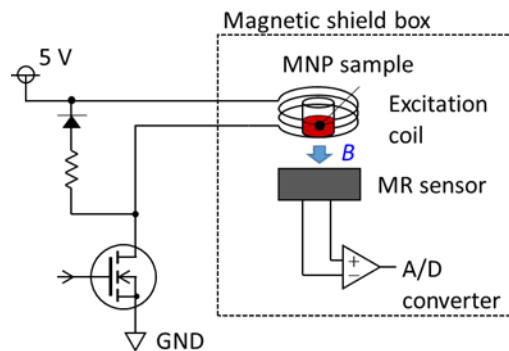 Magnetic shield box
5 V
MNP sample
Excitation
coil
B
MR sensor
+
−
A/D
converter
GND